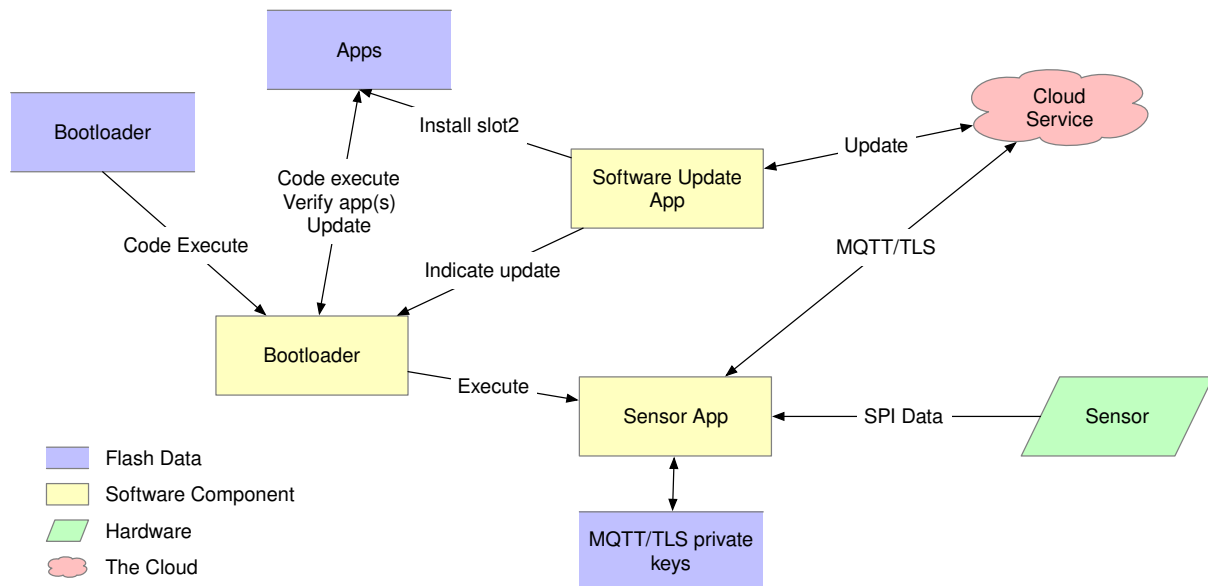 Apps
Bootloader
Install slot2
Cloud
Service
Update
Code execute
Verify app(s)
Update
Software Update
App
Code Execute
MQTT/TLS
Indicate update
Bootloader
Execute
Sensor App
SPI Data
Sensor
Flash Data
Software Component
Hardware
The Cloud
MQTT/TLS private
keys